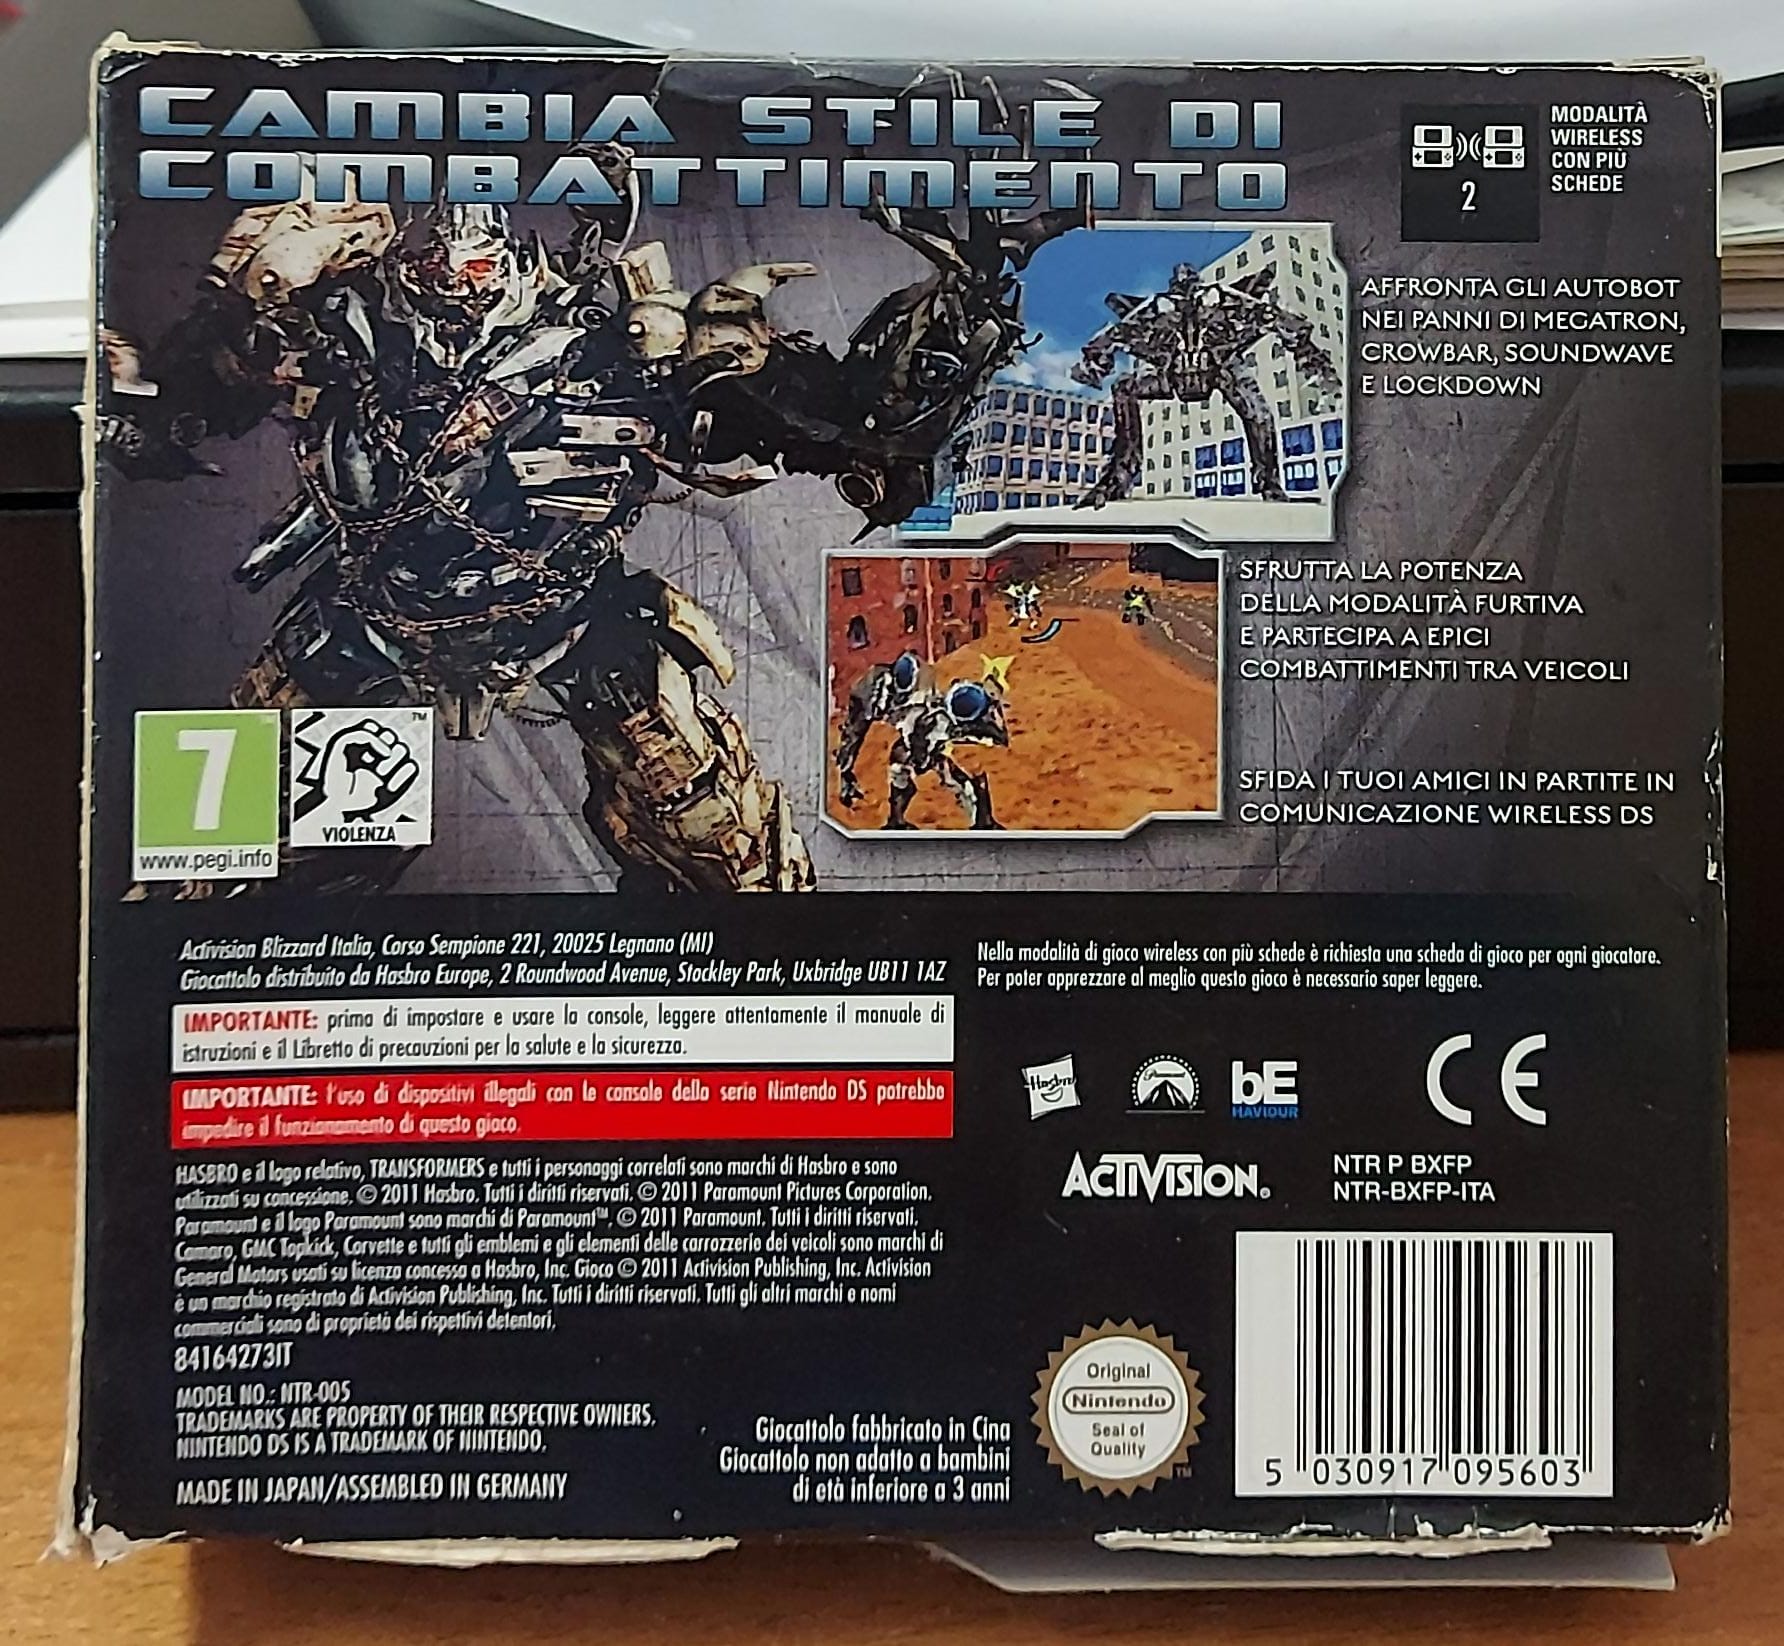 CAMBIA STILE DI
COMBATTIMENTO
2
MODALITÀ
WIRELESS
CON PIÙ
SCHEDE
AFFRONTA GLI AUTOBOT
NEI PANNI DI MEGATRON,
CROWBAR, SOUNDWAVE
E LOCKDOWN
SFRUTTA LA POTENZA
DELLA MODALITÀ FURTIVA
E PARTECIPA A EPICI
COMBATTIMENTI TRA VEICOLI
SFIDA I TUOI AMICI IN PARTITE IN
COMUNICAZIONE WIRELESS DS
7
www.pegi.info
TM
VIOLENZA
Activision Blizzard Italia, Corso Sempione 221, 20025 Legnano (MI)
Giocattolo distribuito da Hasbro Europe, 2 Roundwood Avenue, Stockley Park, Uxbridge UB11 1AZ
IMPORTANTE: prima di impostare e usare la console, leggere attentamente il manuale di
istruzioni e il Libretto di precauzioni per la salute e la sicurezza.
IMPORTANTE: l'uso di dispositivi illegali con le console della serie Nintendo DS potrebbe
impedire il funzionamento di questo gioco.
HASBRO e il logo relativo, TRANSFORMERS e tutti i personaggi correlati sono marchi di Hasbro e sono
utilizzati su concessione. © 2011 Hasbro. Tutti i diritti riservati. © 2011 Paramount Pictures Corporation.
Paramount e il logo Paramount sono marchi di Paramount™. © 2011 Paramount. Tutti i diritti riservati.
Camaro, GMC Topkick, Corvette e tutti gli emblemi e gli elementi delle carrozzerie dei veicoli sono marchi di
General Motors usati su licenza concessa a Hasbro, Inc. Gioco © 2011 Activision Publishing, Inc. Activision
è un marchio registrato di Activision Publishing, Inc. Tutti i diritti riservati. Tutti gli altri marchi e nomi
commerciali sono di proprietà dei rispettivi detentori.
84164273IT
MODEL NO.: NTR-005
TRADEMARKS ARE PROPERTY OF THEIR RESPECTIVE OWNERS.
NINTENDO DS IS A TRADEMARK OF NINTENDO.
MADE IN JAPAN/ASSEMBLED IN GERMANY
Giocattolo fabbricato in Cina
Giocattolo non adatto a bambini
di età inferiore a 3 anni
Nella modalità di gioco wireless con più schede è richiesta una scheda di gioco per ogni giocatore.
Per poter apprezzare al meglio questo gioco è necessario saper leggere.
Hasbro
Paramount
bE
HAVIOUR
CE
ACTIVISION®
NTR P BXFP
NTR-BXFP-ITA
Original
Nintendo
Seal of
Quality
TM
5 030917 095603